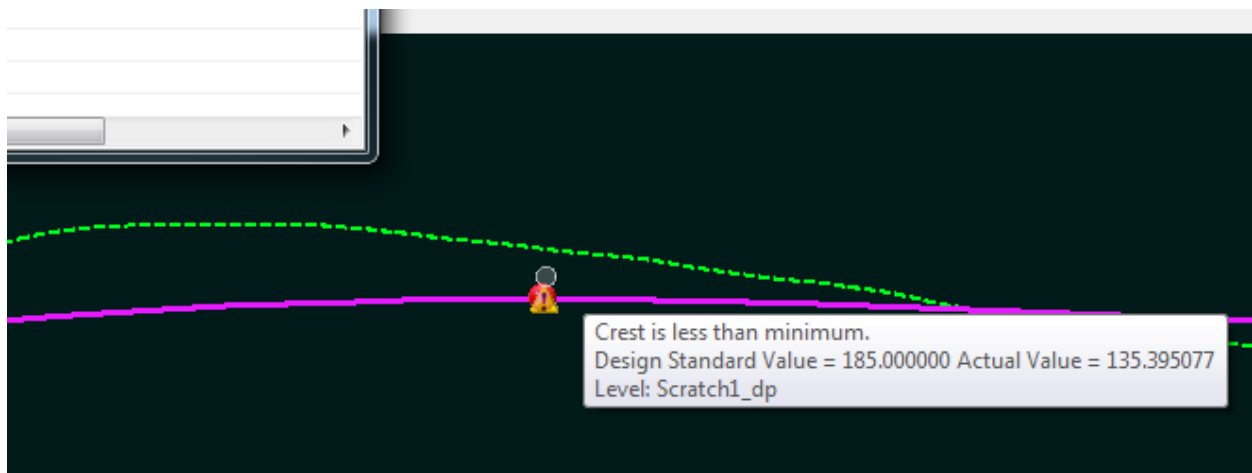 Crest is less than minimum.
Design Standard Value = 185.000000 Actual Value = 135.395077
Level: Scratch1_dp